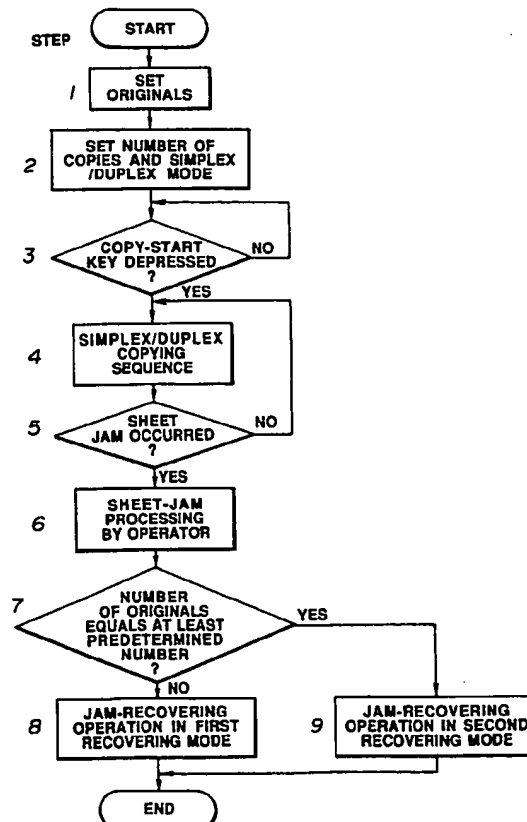 START
STEP
1
SET
ORIGINALS
2
SET NUMBER OF
COPIES AND SIMPLEX
/DUPLEX MODE
3
COPY-START
KEY DEPRESSED
?
NO
YES
4
SIMPLEX/DUPLEX
COPYING
SEQUENCE
5
SHEET
JAM OCCURRED
?
NO
YES
6
SHEET-JAM
PROCESSING
BY OPERATOR
7
NUMBER
OF ORIGINALS
EQUALS AT LEAST
PREDETERMINED
NUMBER
?
YES
NO
8
JAM-RECOVERING
OPERATION IN FIRST
RECOVERING MODE
9
JAM-RECOVERING
OPERATION IN SECOND
RECOVERING MODE
END